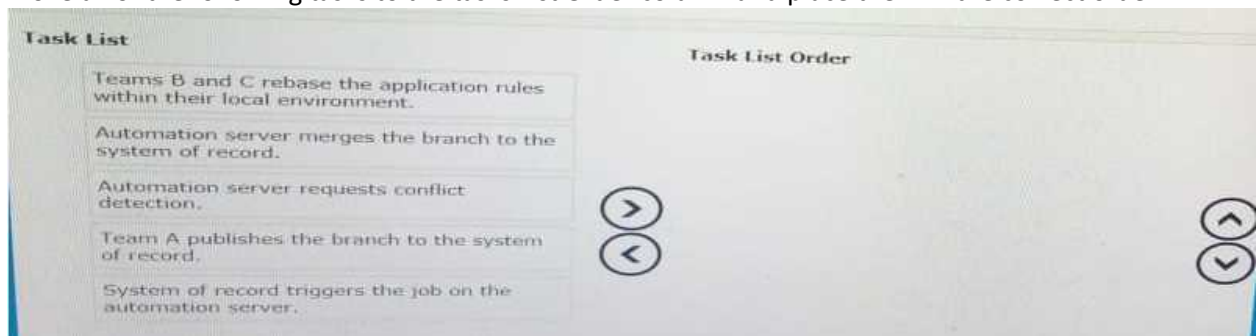 Task List
Task List Order
Teams B and C rebase the application rules
within their local environment.
Automation server merges the branch to the
system of record.
Automation server requests conflict
detection.
Team A publishes the branch to the system
of record.
System of record triggers the job on the
automation server.